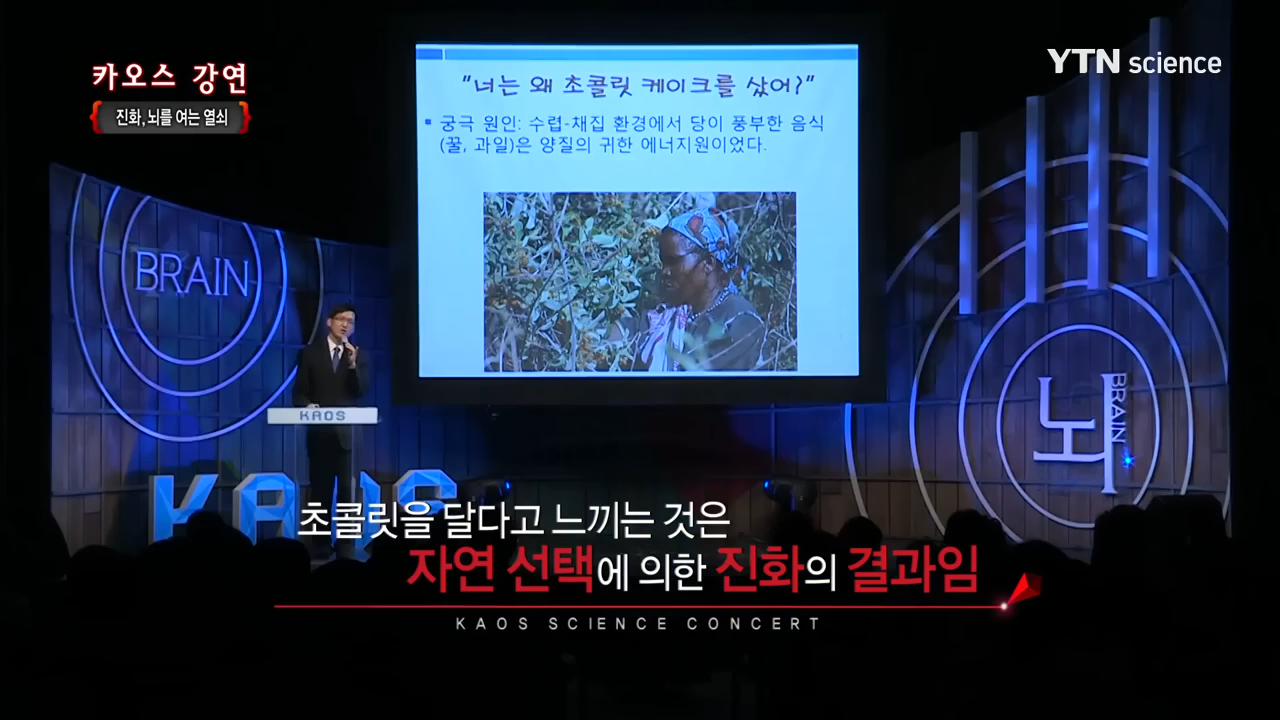 카오스 강연
진화, 뇌를 여는 열쇠
YTN science
"너는 왜 초콜릿 케이크를 샀어?"
▪ 궁극 원인: 수렵-채집 환경에서 당이 풍부한 음식
(꿀, 과일)은 양질의 귀한 에너지원이었다.
BRAIN
KAOS
뇌
BRAIN
KAOS
초콜릿을 달다고 느끼는 것은
자연 선택에 의한 진화의 결과임
KAOS SCIENCE CONCERT